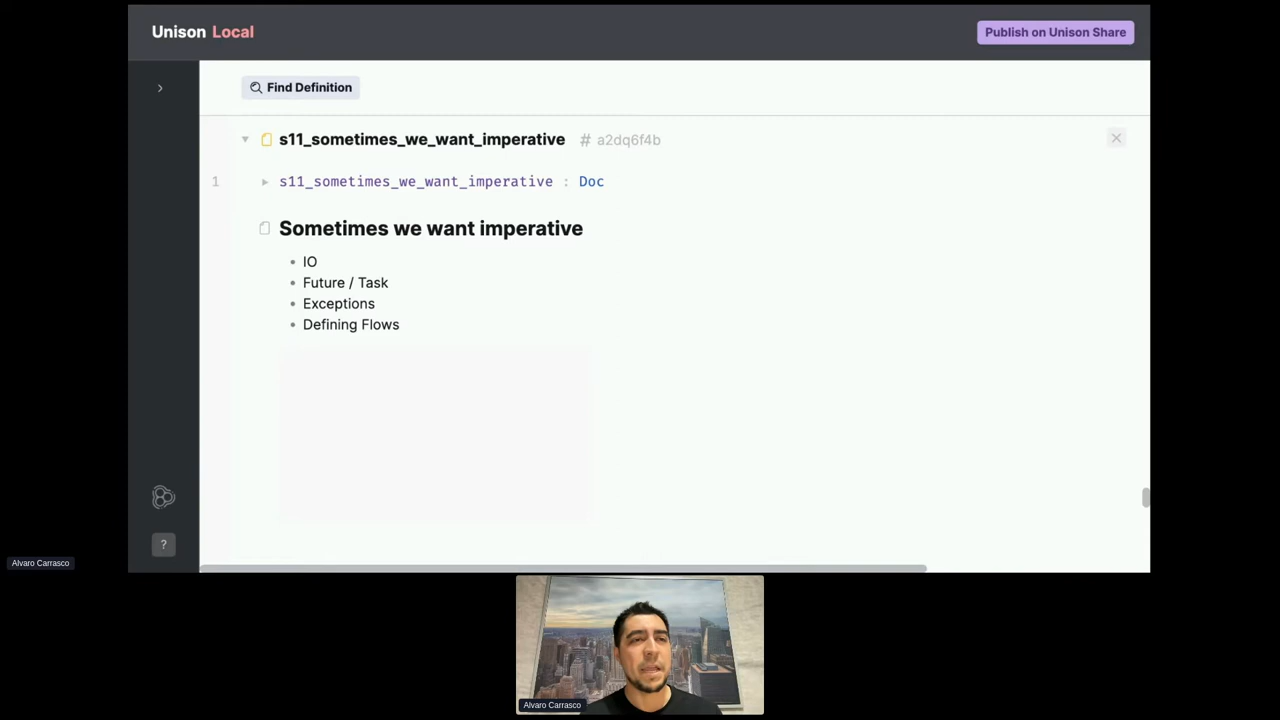 Unison Local
Publish on Unison Share
Find Definition
s11_sometimes_we_want_imperative # a2dq6f4b
1 s11_sometimes_we_want_imperative : Doc
Sometimes we want imperative
• IO
• Future / Task
• Exceptions
• Defining Flows
?
Alvaro Carrasco
Alvaro Carrasco